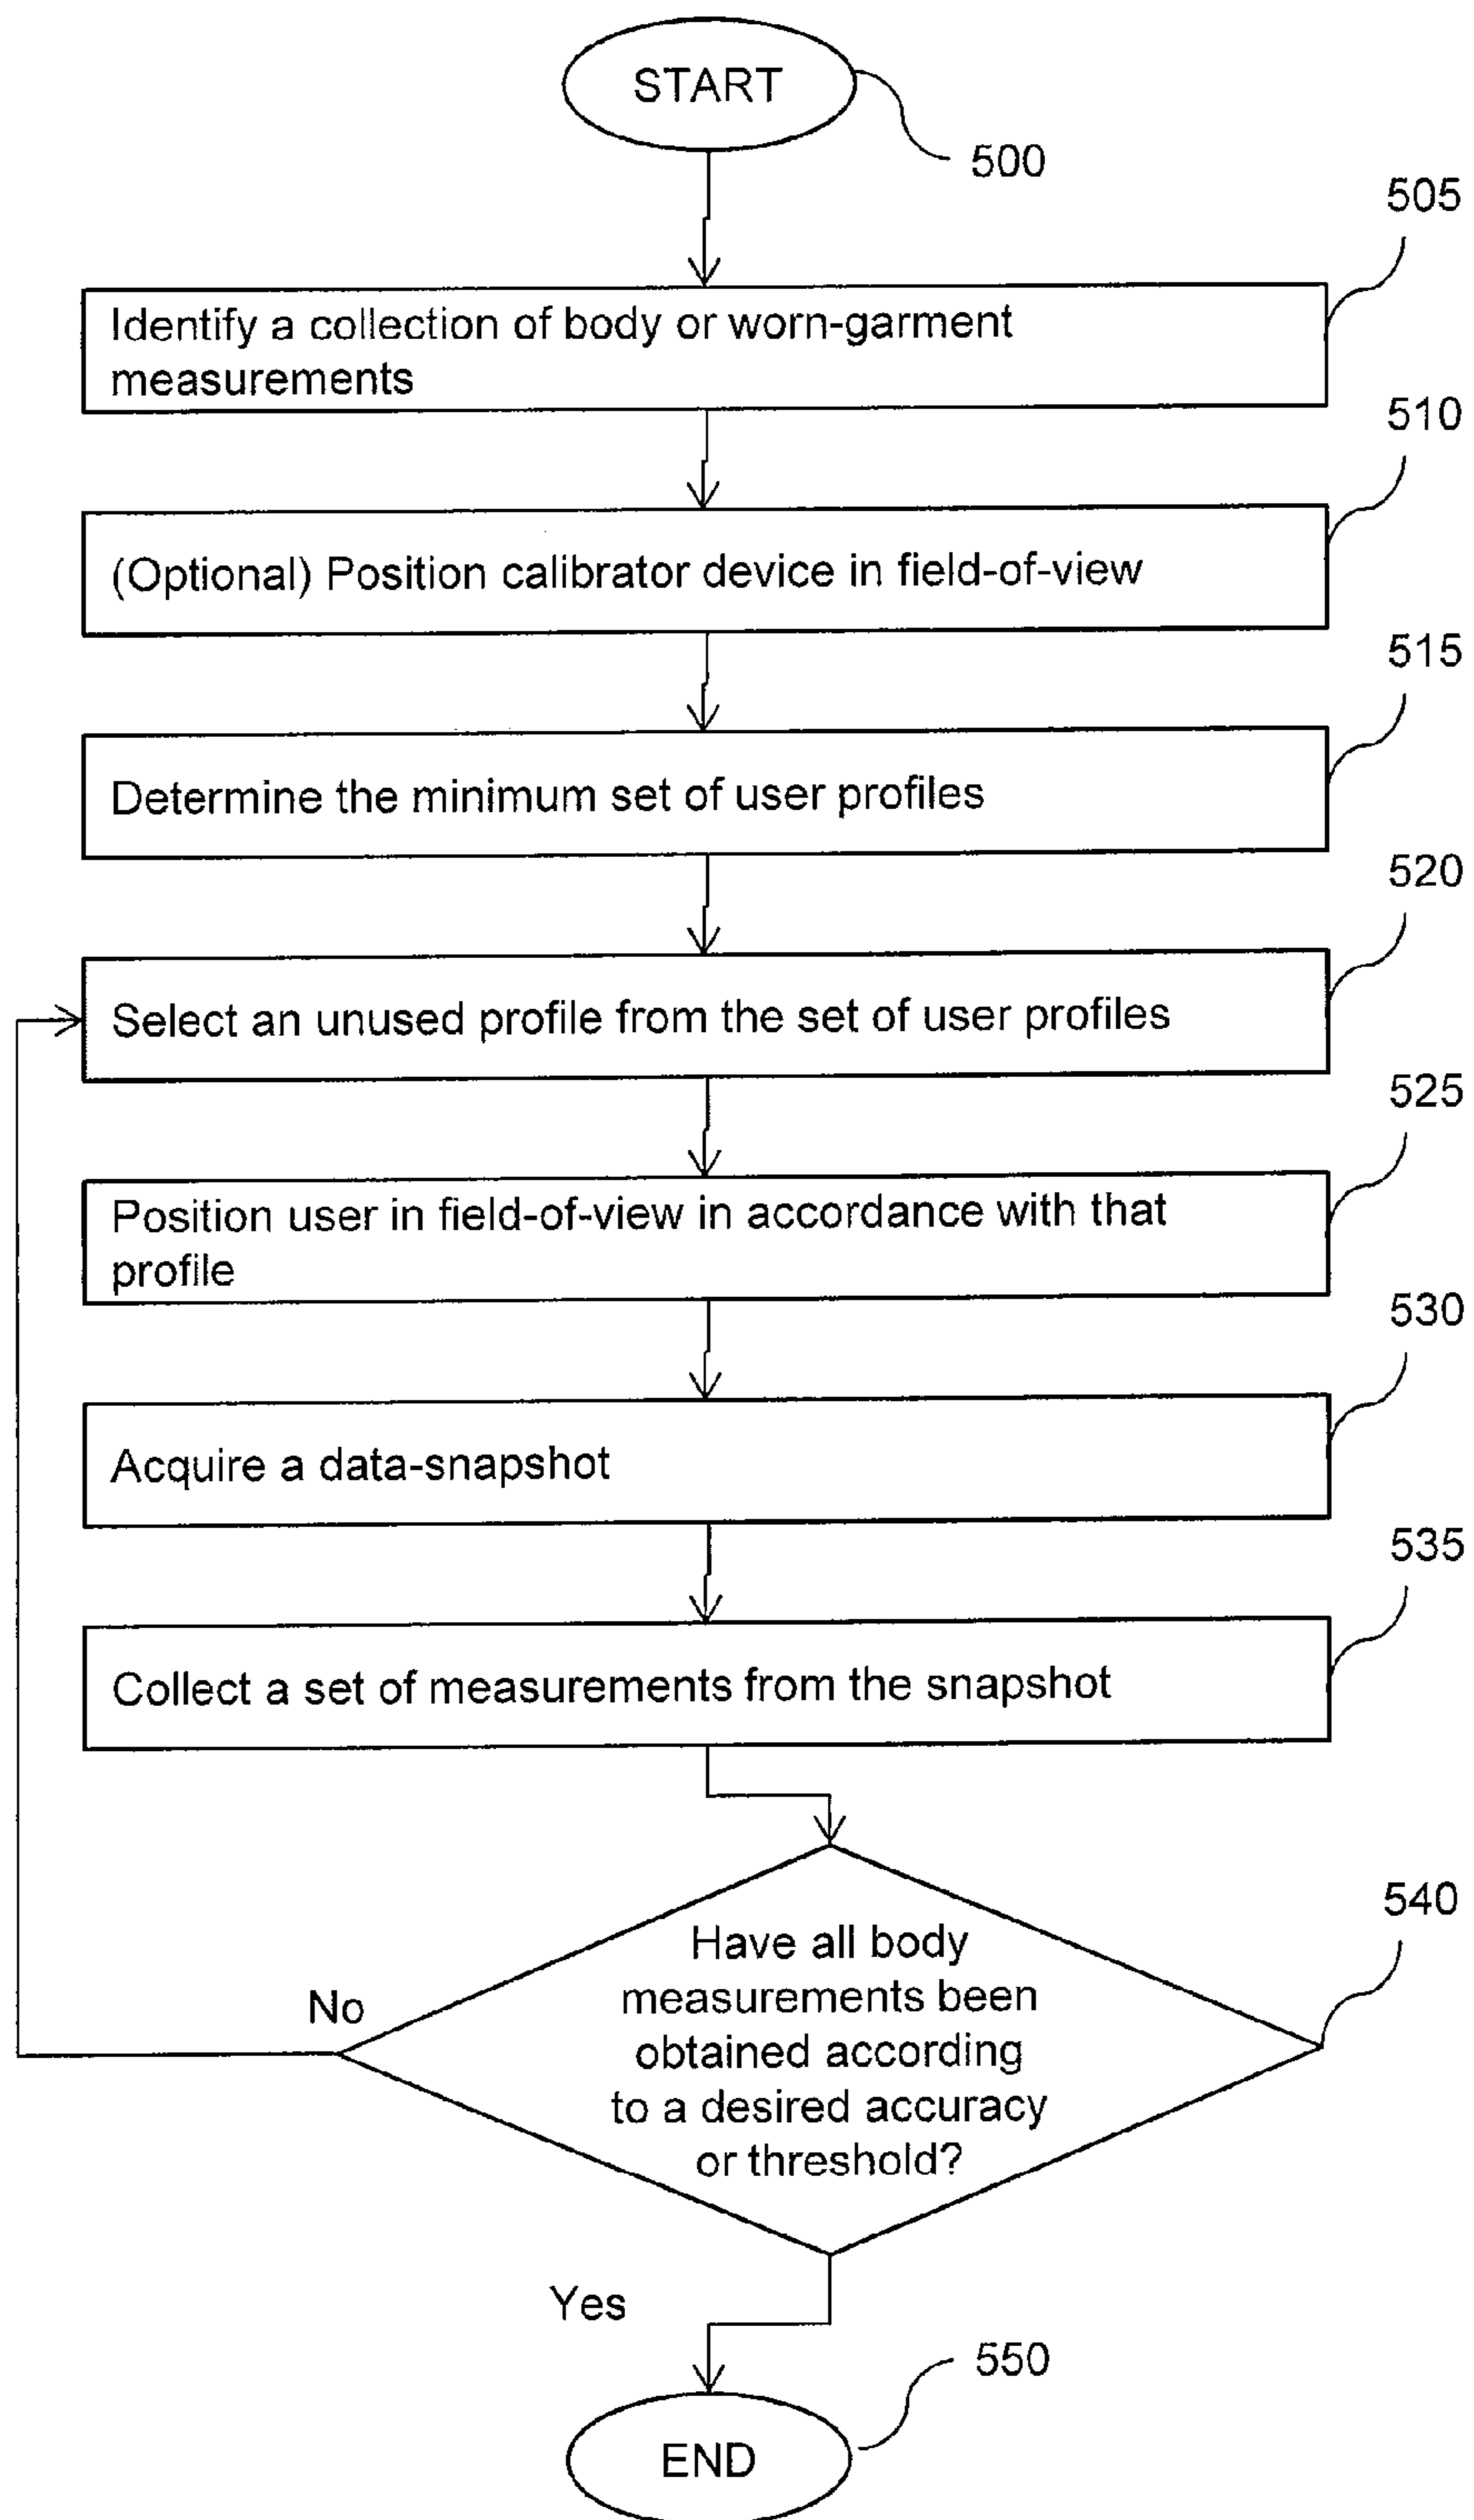 START
500
505
Identify a collection of body or worn-garment
measurements
510
(Optional) Position calibrator device in field-of-view
515
Determine the minimum set of user profiles
520
Select an unused profile from the set of user profiles
525
Position user in field-of-view in accordance with that
profile
530
Acquire a data-snapshot
535
Collect a set of measurements from the snapshot
540
Have all body
measurements been
obtained according
to a desired accuracy
or threshold?
No
Yes
550
END